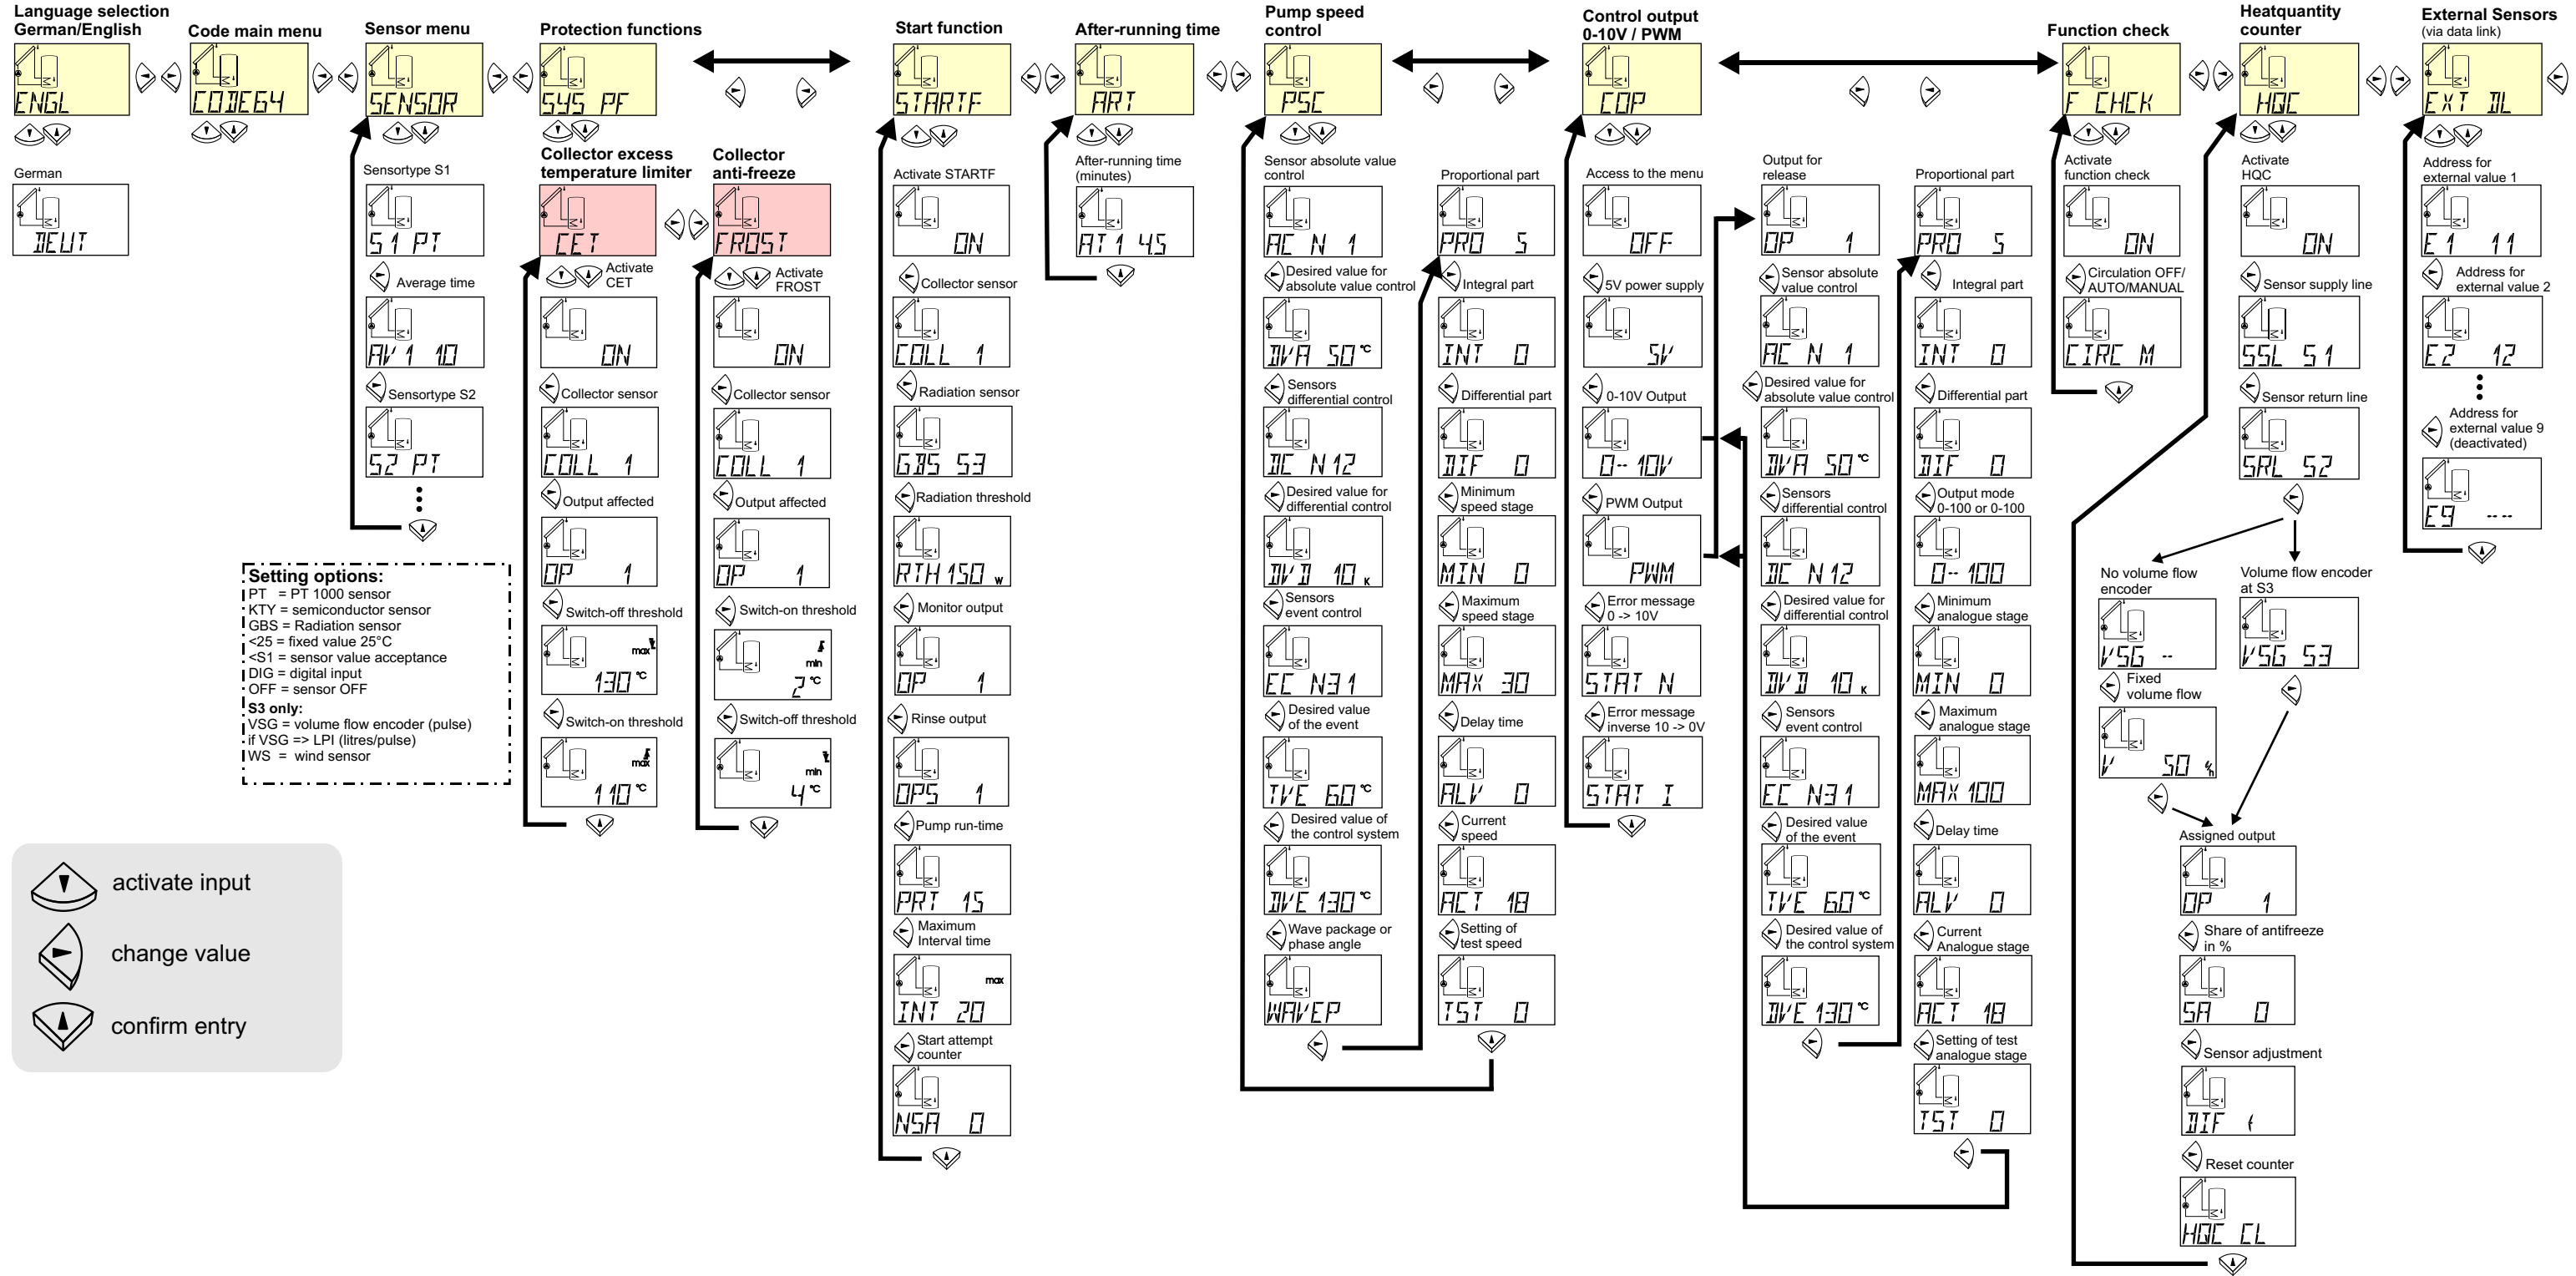 Language selection
German/English
ENGL
German
DEUT
Code main menu
CODE64
Sensor menu
SENSOR
Sensortype S1
S1 PT
Average time
AV1 1.0
Sensortype S2
S2 PT
Setting options:
PT = PT 1000 sensor
KTY = semiconductor sensor
GBS = Radiation sensor
<25 = fixed value 25°C
<S1 = sensor value acceptance
DIG = digital input
OFF = sensor OFF
S3 only:
VSG = volume flow encoder (pulse)
if VSG => LPI (litres/pulse)
WS = wind sensor
activate input
change value
confirm entry
Protection functions
SYS PF
Collector excess
temperature limiter
CET
Activate
CET
ON
Collector sensor
COLL 1
Output affected
OP 1
Switch-off threshold
max
130 °C
Switch-on threshold
max
110 °C
Collector
anti-freeze
FROST
Activate
FROST
ON
Collector sensor
COLL 1
Output affected
OP 1
Switch-on threshold
min
2 °C
Switch-off threshold
min
4 °C
Start function
STARTF
Activate STARTF
ON
Collector sensor
COLL 1
Radiation sensor
GBS S3
Radiation threshold
RTH 150 W
Monitor output
OP 1
Rinse output
OPS 1
Pump run-time
PRT 15
Maximum
Interval time
max
INT 20
Start attempt
counter
NSA 0
After-running time
ART
After-running time
(minutes)
AT1 4.5
Pump speed
control
PSC
Sensor absolute value
control
AC N 1
Desired value for
absolute value control
DVA 50 °C
Sensors
differential control
DC N12
Desired value for
differential control
DVD 10 K
Sensors
event control
EC N31
Desired value
of the event
TVE 60 °C
Desired value of
the control system
DVE 130 °C
Wave package or
phase angle
WAVEP
Proportional part
PRO 5
Integral part
INT 0
Differential part
DIF 0
Minimum
speed stage
MIN 0
Maximum
speed stage
MAX 30
Delay time
ALV 0
Current
speed
ACT 18
Setting of
test speed
TST 0
Control output
0-10V / PWM
COP
Access to the menu
OFF
5V power supply
5V
0-10V Output
0-- 10V
PWM Output
PWM
Error message
0 -> 10V
STAT N
Error message
inverse 10 -> 0V
STAT I
Output for
release
OP 1
Sensor absolute
value control
AC N 1
Desired value for
absolute value control
DVA 50 °C
Sensors
differential control
DC N12
Desired value for
differential control
DVD 10 K
Sensors
event control
EC N31
Desired value
of the event
TVE 60 °C
Desired value of
the control system
DVE 130 °C
Proportional part
PRO 5
Integral part
INT 0
Differential part
DIF 0
Output mode
0-100 or 0-100
0-- 100
Minimum
analogue stage
MIN 0
Maximum
analogue stage
MAX 100
Delay time
ALV 0
Current
Analogue stage
ACT 18
Setting of test
analogue stage
TST 0
Function check
F CHCK
Activate
function check
ON
Circulation OFF/
AUTO/MANUAL
CIRC M
Heatquantity
counter
HQC
Activate
HQC
ON
Sensor supply line
SSL S1
Sensor return line
SRL S2
No volume flow
encoder
VSG --
Fixed
volume flow
V 50
Volume flow encoder
at S3
VSG S3
Assigned output
OP 1
Share of antifreeze
in %
SA 0
Sensor adjustment
DIF
Reset counter
HQC CL
External Sensors
(via data link)
EXT DL
Address for
external value 1
E1 11
Address for
external value 2
E2 12
Address for
external value 9
(deactivated)
E9 --